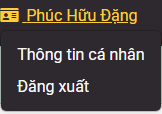 Phúc Hữu Đặng
Thông tin cá nhân
Đăng xuất